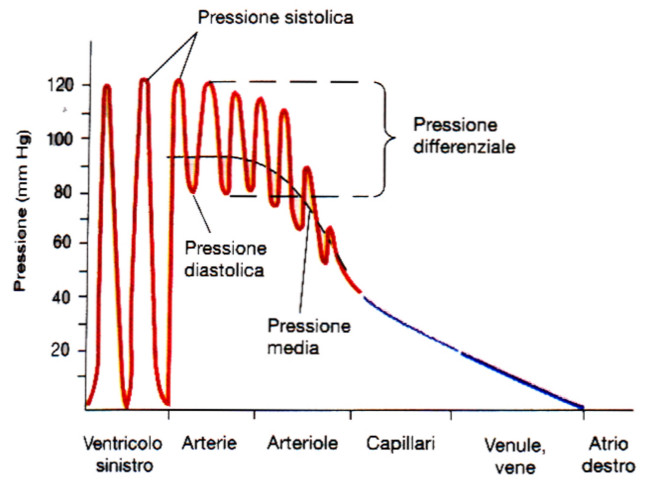 Pressione sistolica
120
100
80
60
40
20
Pressione (mm Hg)
Pressione
differenziale
Pressione
diastolica
Pressione
media
Ventricolo
sinistro
Arterie
Arteriole
Capillari
Venule,
vene
Atrio
destro